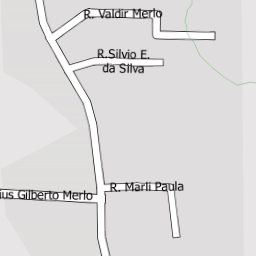 R. Valdir Merlo
R.Silvio E.
da Silva
R. Marli Paula
ius Gilberto Merlo